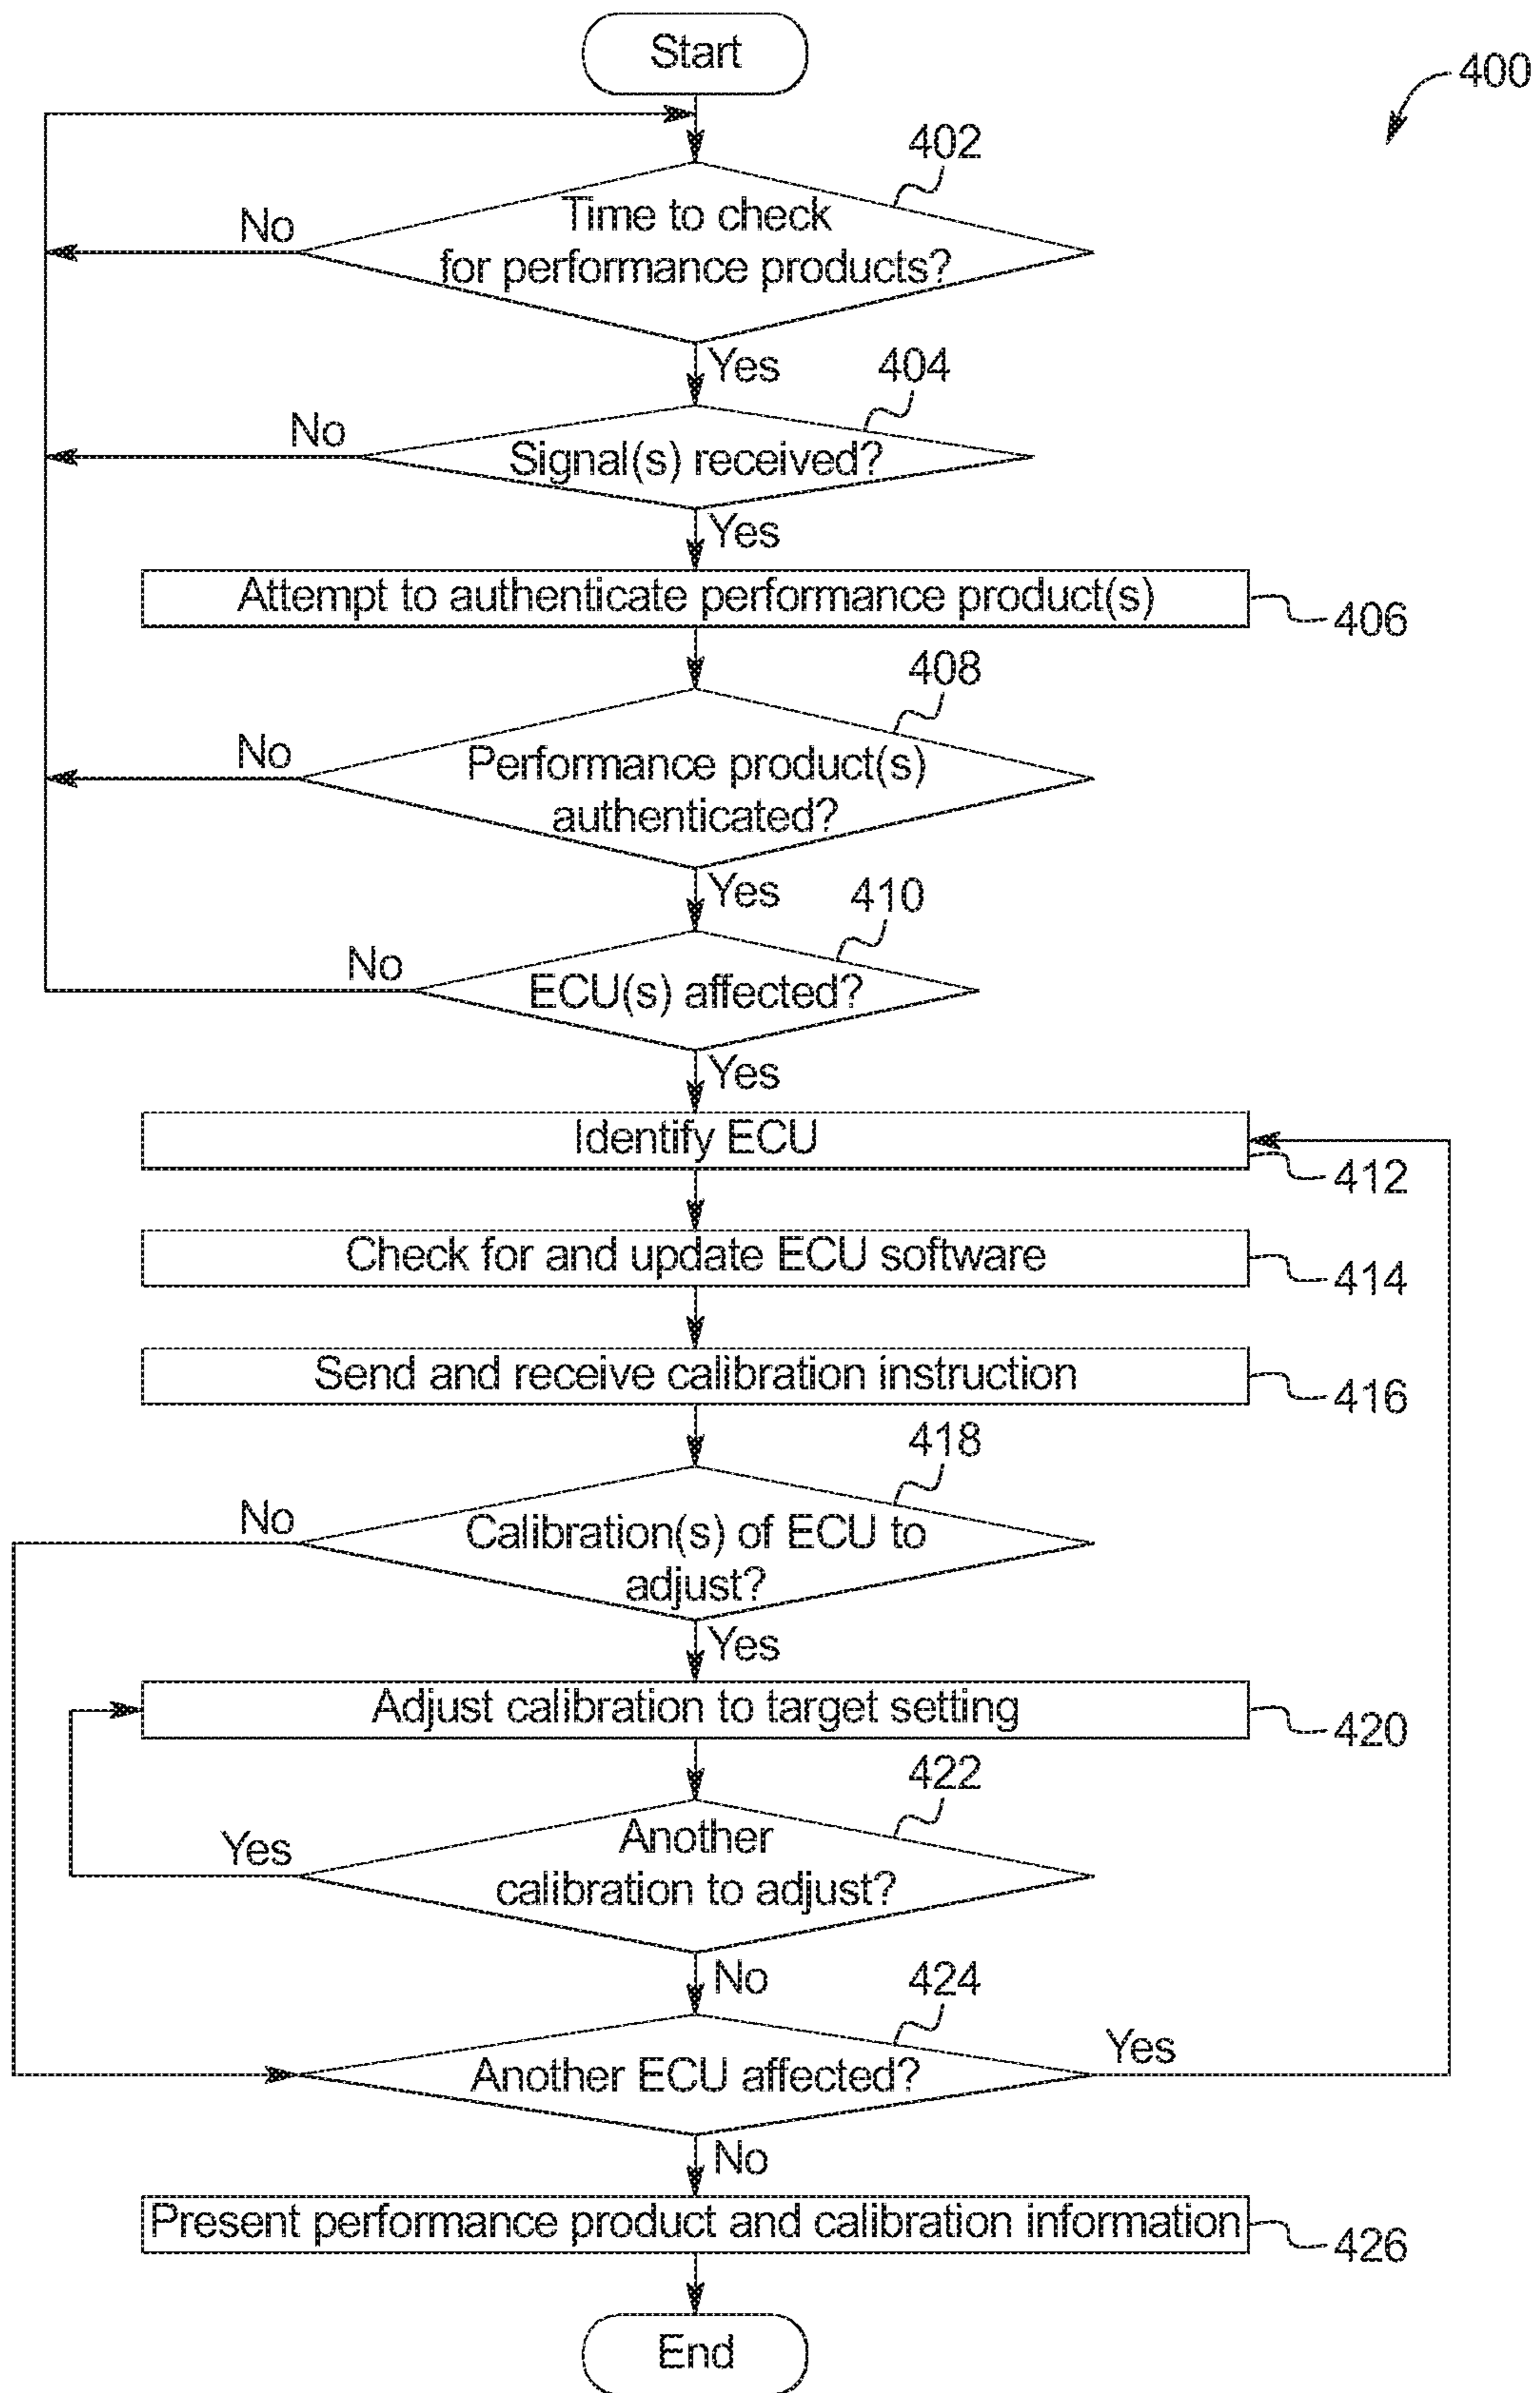 Start
400
402
Time to check
for performance products?
No
Yes
404
No
Signal(s) received?
Yes
Attempt to authenticate performance product(s)
406
408
No
Performance product(s)
authenticated?
Yes
410
No
ECU(s) affected?
Yes
Identify ECU
412
Check for and update ECU software
414
Send and receive calibration instruction
416
418
No
Calibration(s) of ECU to
adjust?
Yes
Adjust calibration to target setting
420
422
Another
Yes
calibration to adjust?
No
424
Yes
Another ECU affected?
No
Present performance product and calibration information
426
End